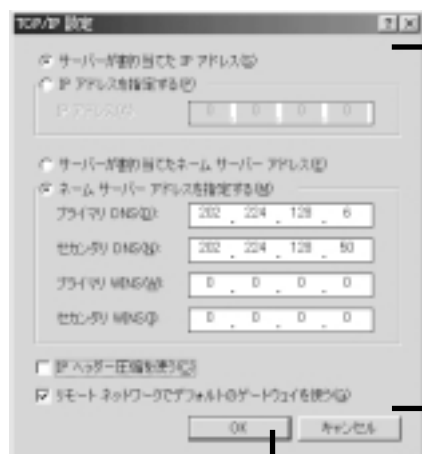 TCP/IP 設定
サーバーが割り当てた IP アドレス(S)
IP アドレスを指定する(P)
IP アドレス(A): 0 . 0 . 0 . 0
サーバーが割り当てたネーム サーバー アドレス(E)
ネーム サーバー アドレスを指定する(M)
プライマリ DNS(D): 202 . 224 . 128 . 6
セカンダリ DNS(N): 202 . 224 . 128 . 50
プライマリ WINS(W): 0 . 0 . 0 . 0
セカンダリ WINS(I): 0 . 0 . 0 . 0
IP ヘッダー圧縮を使う(C)
リモート ネットワークでデフォルトのゲートウェイを使う(G)
OK キャンセル